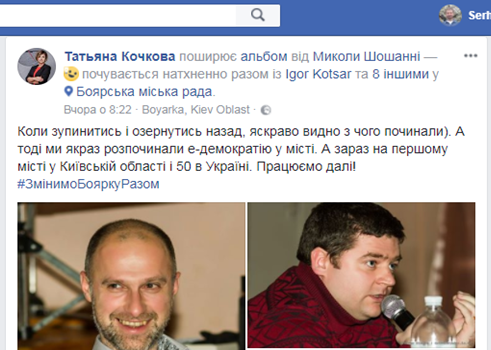 Serh
Татьяна Кочкова поширює альбом від Миколи Шошанні —
почувається натхненно разом із Igor Kotsar та 8 іншими у
Боярська міська рада.
Вчора о 8:22 · Boyarka, Kiev Oblast ·
Коли зупинитись і озернутись назад, яскраво видно з чого починали). А
тоді ми якраз розпочинали е-демократію у місті. А зараз на першому
місті у Київській області і 50 в Україні. Працюємо далі!
#ЗмінимоБояркуРазом